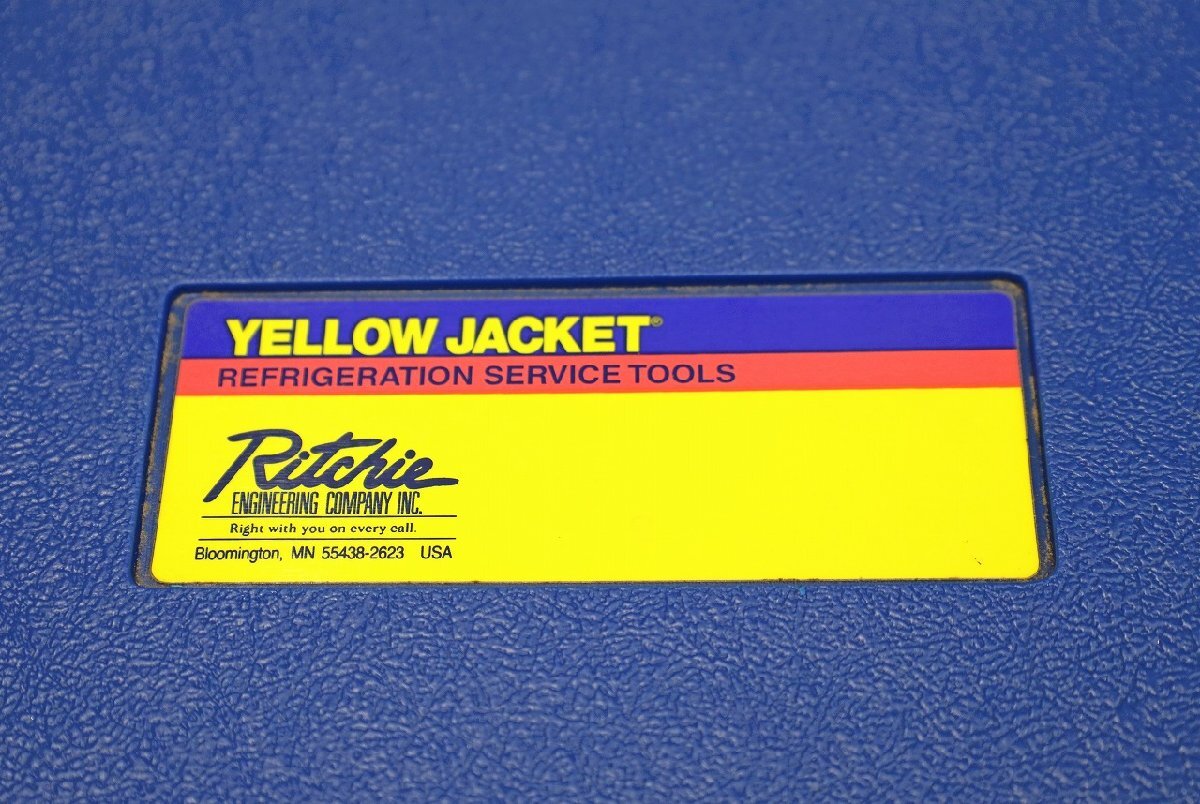 YELLOW JACKET®
REFRIGERATION SERVICE TOOLS
Ritchie
ENGINEERING COMPANY INC.
Right with you on every call.
Bloomington, MN 55438-2623 USA